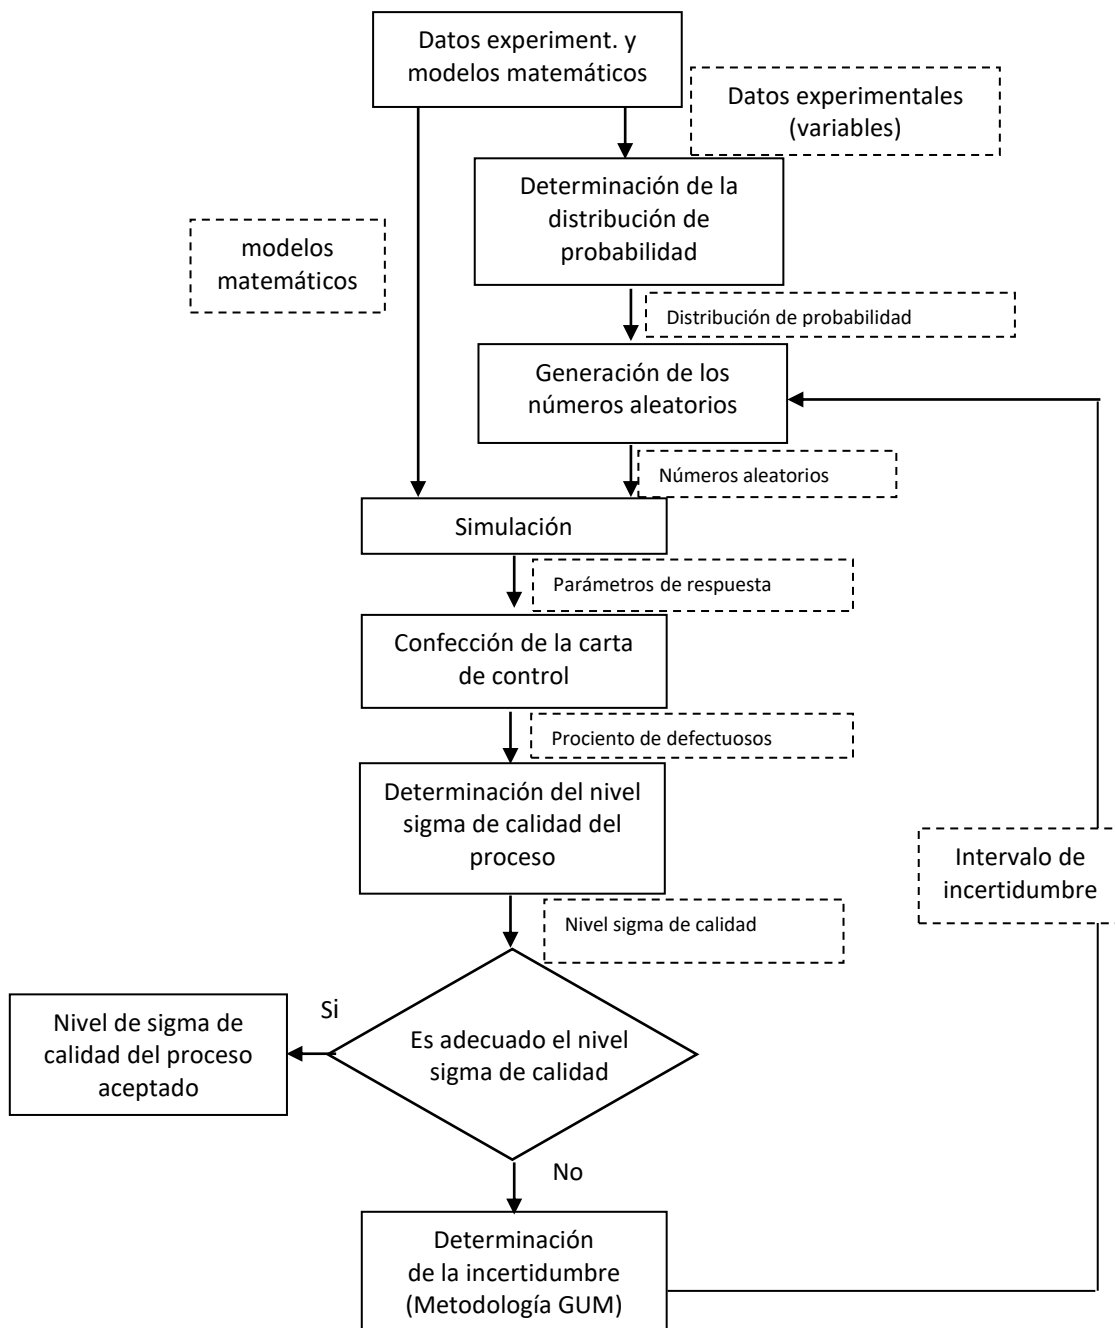 Datos experiment. y
modelos matemáticos
Datos experimentales
(variables)
Determinación de la
distribución de
probabilidad
modelos
matemáticos
Distribución de probabilidad
Generación de los
números aleatorios
Números aleatorios
Simulación
Parámetros de respuesta
Confección de la carta
de control
Prociento de defectuosos
Determinación del nivel
sigma de calidad del
proceso
Intervalo de
incertidumbre
Nivel sigma de calidad
Si
Nivel de sigma de
calidad del proceso
aceptado
Es adecuado el nivel
sigma de calidad
No
Determinación
de la incertidumbre
(Metodología GUM)